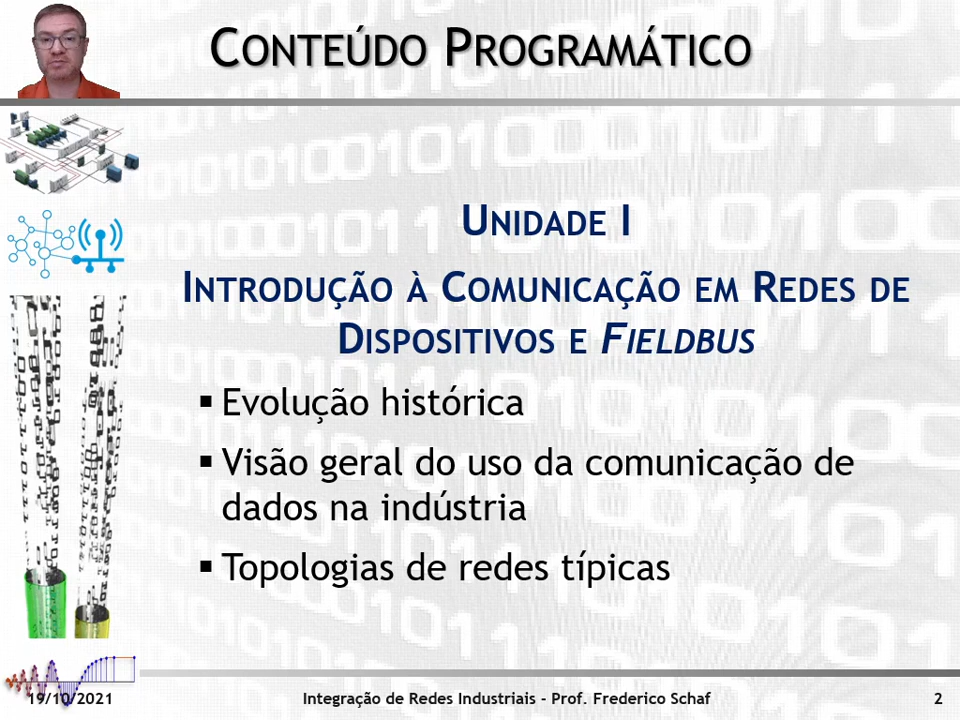 Conteúdo Programático
Unidade I
Introdução à Comunicação em Redes de
Dispositivos e Fieldbus
▪ Evolução histórica
▪ Visão geral do uso da comunicação de
dados na indústria
▪ Topologias de redes típicas
19/10/2021
Integração de Redes Industriais - Prof. Frederico Schaf
2